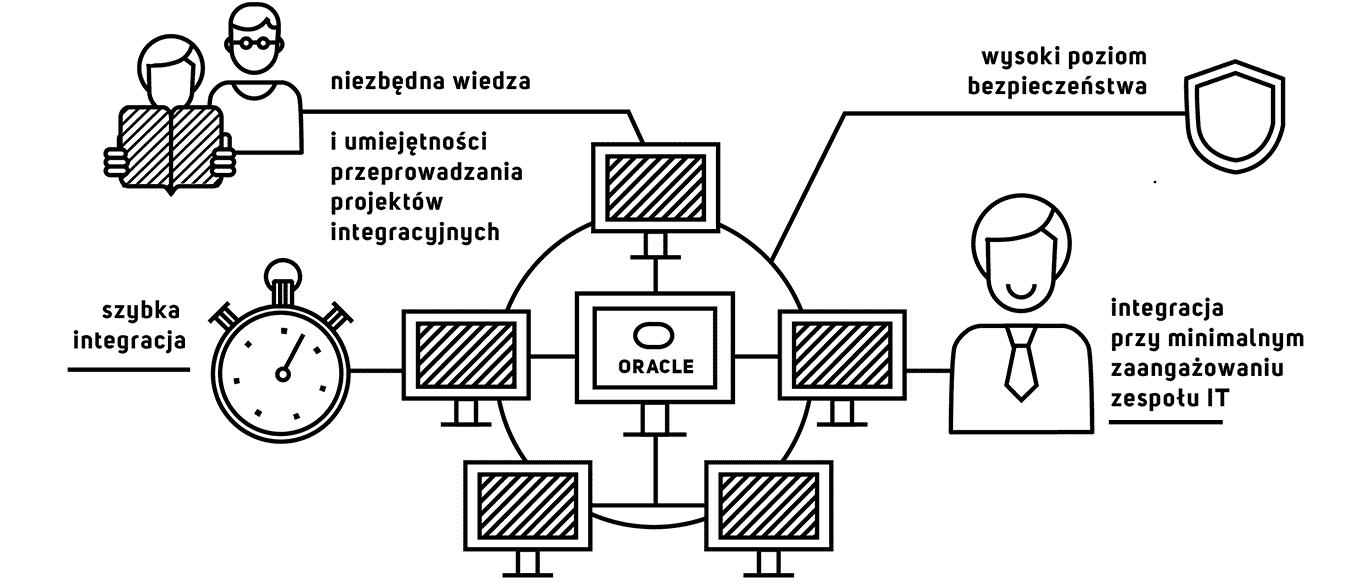 niezbędna wiedza
i umiejętności
przeprowadzania
projektów
integracyjnych
wysoki poziom
bezpieczeństwa
szybka
integracja
ORACLE
integracja
przy minimalnym
zaangażowaniu
zespołu IT